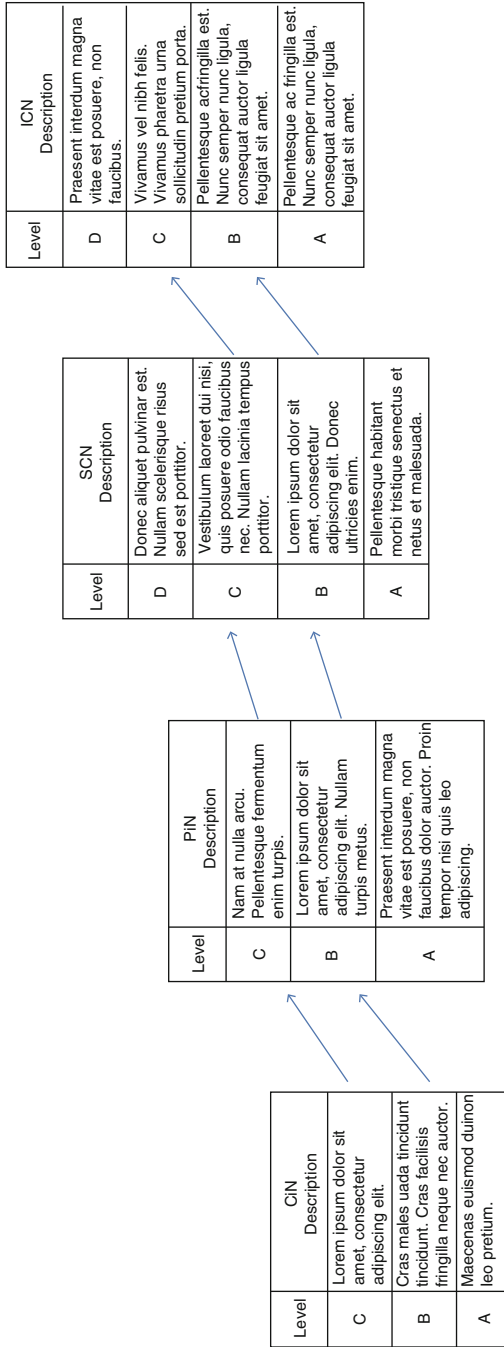 CiN
Level
Description
C
Lorem ipsum dolor sit
amet, consectetur
adipiscing elit.
B
Cras males uada tincidunt
tincidunt. Cras facilisis
fringilla neque nec auctor.
A
Maecenas euismod duinon
leo pretium.
PiN
Level
Description
C
Nam at nulla arcu.
Pellentesque fermentum
enim turpis.
B
Lorem ipsum dolor sit
amet, consectetur
adipiscing elit. Nullam
turpis metus.
A
Praesent interdum magna
vitae est posuere, non
faucibus dolor auctor. Proin
tempor nisi quis leo
adipiscing.
SCN
Level
Description
D
Donec aliquet pulvinar est.
Nullam scelerisque risus
sed est porttitor.
C
Vestibulum laoreet dui nisi,
quis posuere odio faucibus
nec. Nullam lacinia tempus
porttitor.
B
Lorem ipsum dolor sit
amet, consectetur
adipiscing elit. Donec
ultricies enim.
A
Pellentesque habitant
morbi tristique senectus et
netus et malesuada.
ICN
Level
Description
D
Praesent interdum magna
vitae est posuere, non
faucibus.
C
Vivamus vel nibh felis.
Vivamus pharetra urna
sollicitudin pretium porta.
B
Pellentesque acfringilla est.
Nunc semper nunc ligula,
consequat auctor ligula
feugiat sit amet.
A
Pellentesque ac fringilla est.
Nunc semper nunc ligula,
consequat auctor ligula
feugiat sit amet.